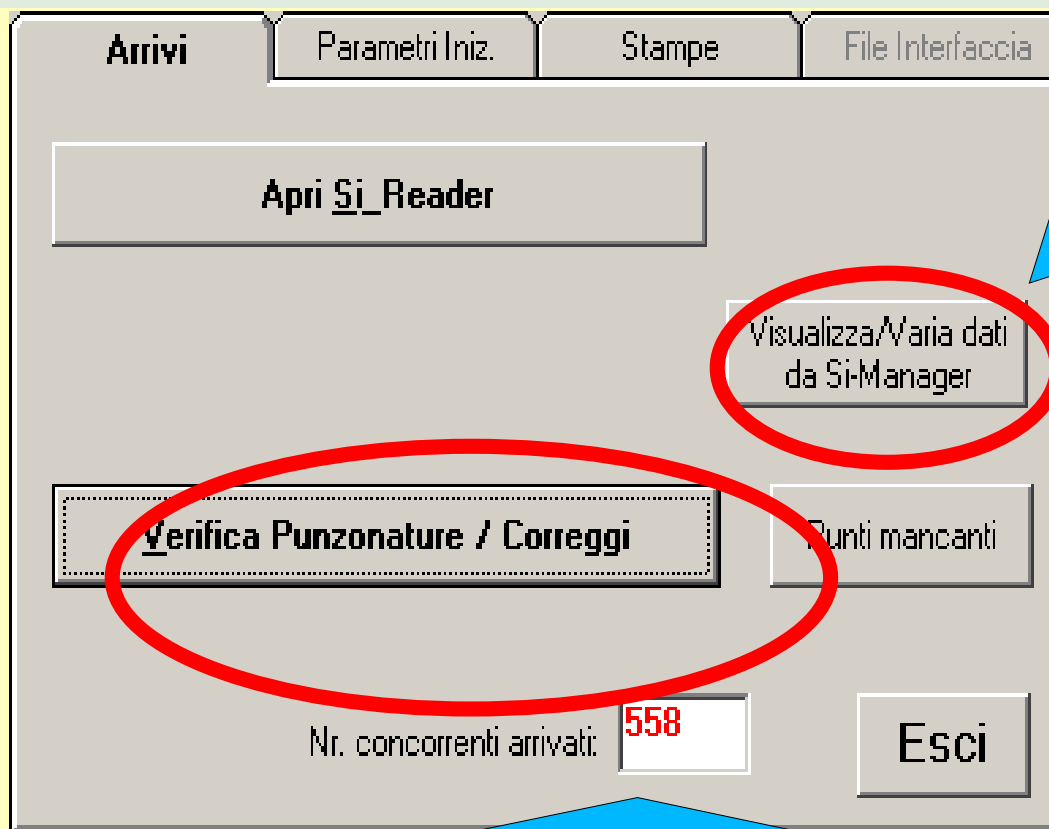 Arrivi
Parametri Iniz.
Stampe
File Interfaccia
Apri Si_Reader
Visualizza/Varia dati
da Si-Manager
Verifica Punzonature / Correggi
Punti mancanti
Nr. concorrenti arrivati:
558
Esci